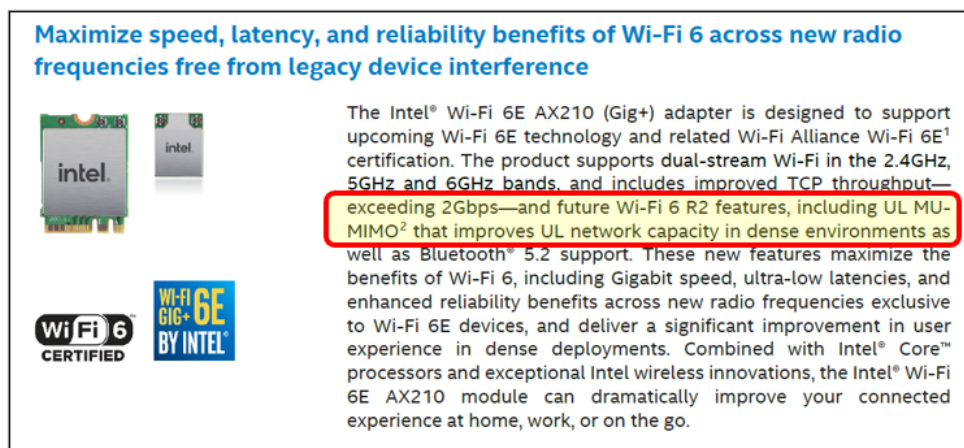 Maximize speed, latency, and reliability benefits of Wi-Fi 6 across new radio
frequencies free from legacy device interference
intel.
intel.
The Intel® Wi-Fi 6E AX210 (Gig+) adapter is designed to support
upcoming Wi-Fi 6E technology and related Wi-Fi Alliance Wi-Fi 6E¹
certification. The product supports dual-stream Wi-Fi in the 2.4GHz,
5GHz and 6GHz bands, and includes improved TCP throughput—
exceeding 2Gbps—and future Wi-Fi 6 R2 features, including UL MU-
MIMO² that improves UL network capacity in dense environments as
well as Bluetooth® 5.2 support. These new features maximize the
benefits of Wi-Fi 6, including Gigabit speed, ultra-low latencies, and
enhanced reliability benefits across new radio frequencies exclusive
to Wi-Fi 6E devices, and deliver a significant improvement in user
experience in dense deployments. Combined with Intel® Core™
processors and exceptional Intel wireless innovations, the Intel® Wi-Fi
6E AX210 module can dramatically improve your connected
experience at home, work, or on the go.
Wi Fi 6™
CERTIFIED
WI-FI 6E
GIG+
BY INTEL®